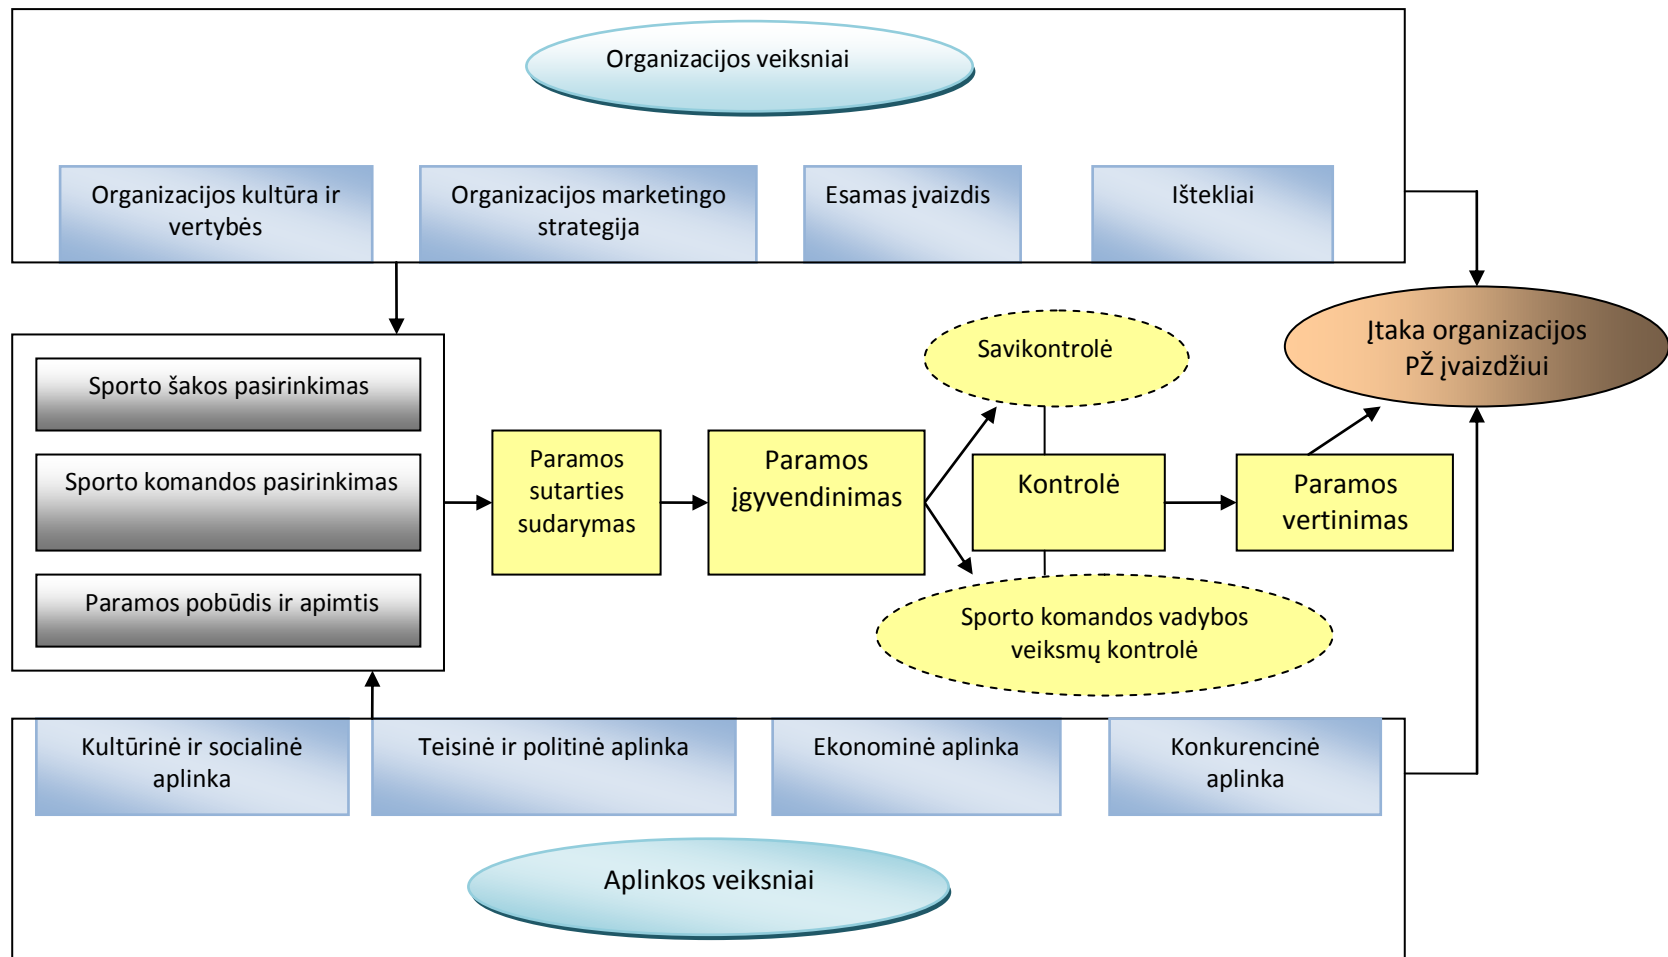 Organizacijos veiksniai
Organizacijos kultūra ir
vertybės
Organizacijos marketingo
strategija
Esamas įvaizdis
Ištekliai
Įtaka organizacijos
PŽ įvaizdžiui
Sporto šakos pasirinkimas
Sporto komandos pasirinkimas
Paramos pobūdis ir apimtis
Paramos
sutarties
sudarymas
Paramos
įgyvendinimas
Savikontrolė
Kontrolė
Sporto komandos vadybos
veiksmų kontrolė
Paramos
vertinimas
Kultūrinė ir socialinė
aplinka
Teisinė ir politinė aplinka
Ekonominė aplinka
Konkurencinė
aplinka
Aplinkos veiksniai